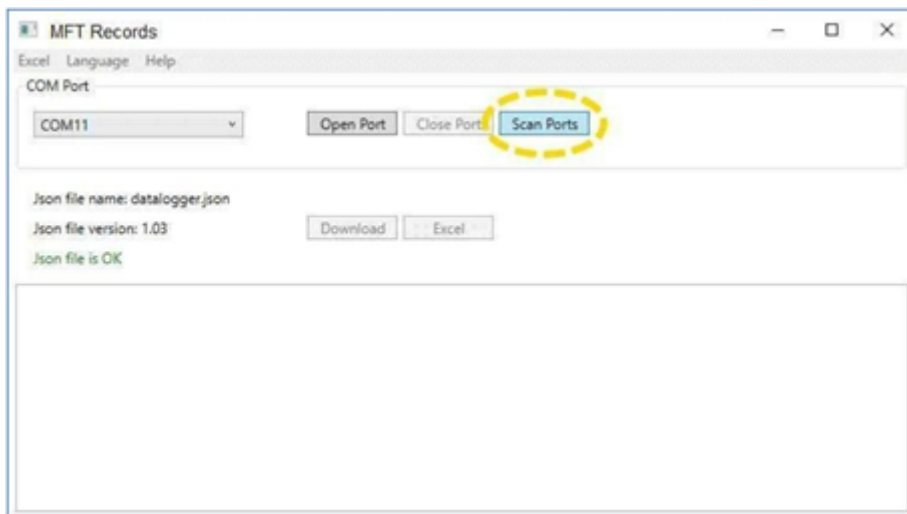 MFT Records
Excel Language Help
COM Port
COM11 Open Port Close Port Scan Ports
Json file name: datalogger.json
Json file version: 1.03 Download Excel
Json file is OK